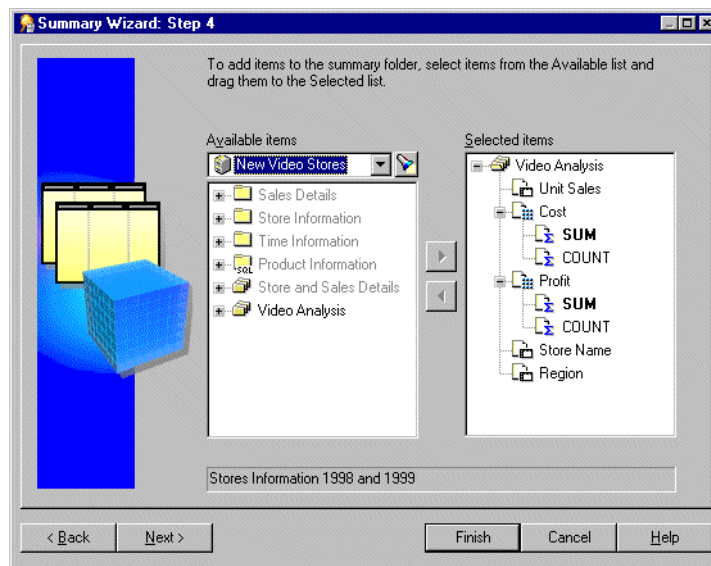 Summary Wizard: Step 4
To add items to the summary folder, select items from the Available list and
drag them to the Selected list.
Available items
New Video Stores
Sales Details
Store Information
Time Information
SQL Product Information
Store and Sales Details
Video Analysis
Selected items
Video Analysis
Unit Sales
Cost
SUM
COUNT
Profit
SUM
COUNT
Store Name
Region
Stores Information 1998 and 1999
< Back
Next >
Finish
Cancel
Help